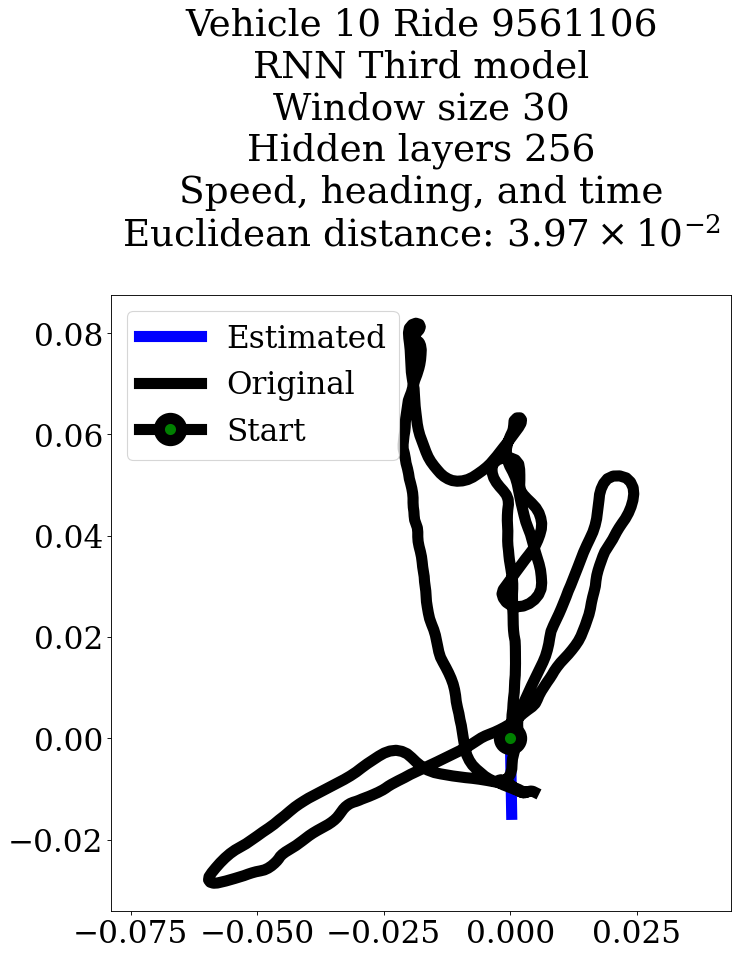 Vehicle 10 Ride 9561106
RNN Third model
Window size 30
Hidden layers 256
Speed, heading, and time
Euclidean distance: 3.97 × 10⁻²
Estimated
Original
Start
0.08
0.06
0.04
0.02
0.00
−0.02
−0.075 −0.050 −0.025 0.000 0.025